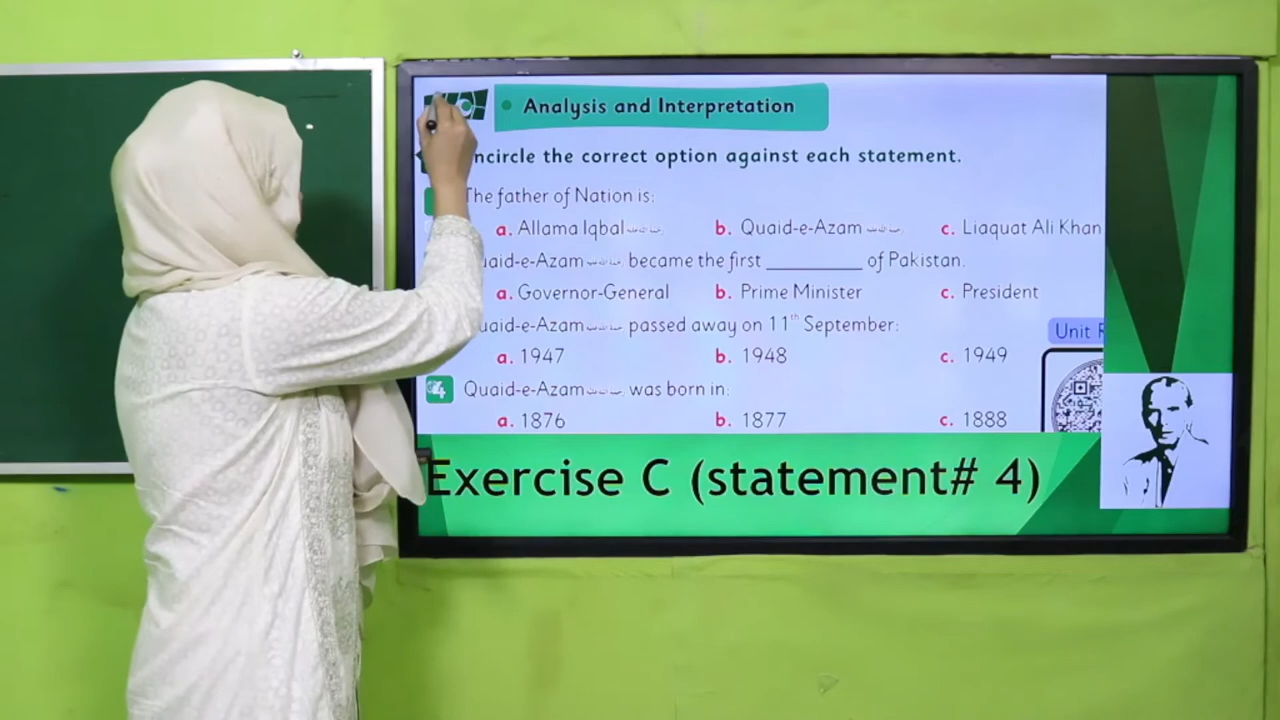 Analysis and Interpretation
ncircle the correct option against each statement.
The father of Nation is:
a. Allama Iqbal b. Quaid-e-Azam c. Liaquat Ali Khan
uaid-e-Azam became the first ________ of Pakistan.
a. Governor-General b. Prime Minister c. President
uaid-e-Azam passed away on 11th September:
a. 1947 b. 1948 c. 1949
Unit
4 Quaid-e-Azam was born in:
a. 1876 b. 1877 c. 1888
Exercise C (statement# 4)